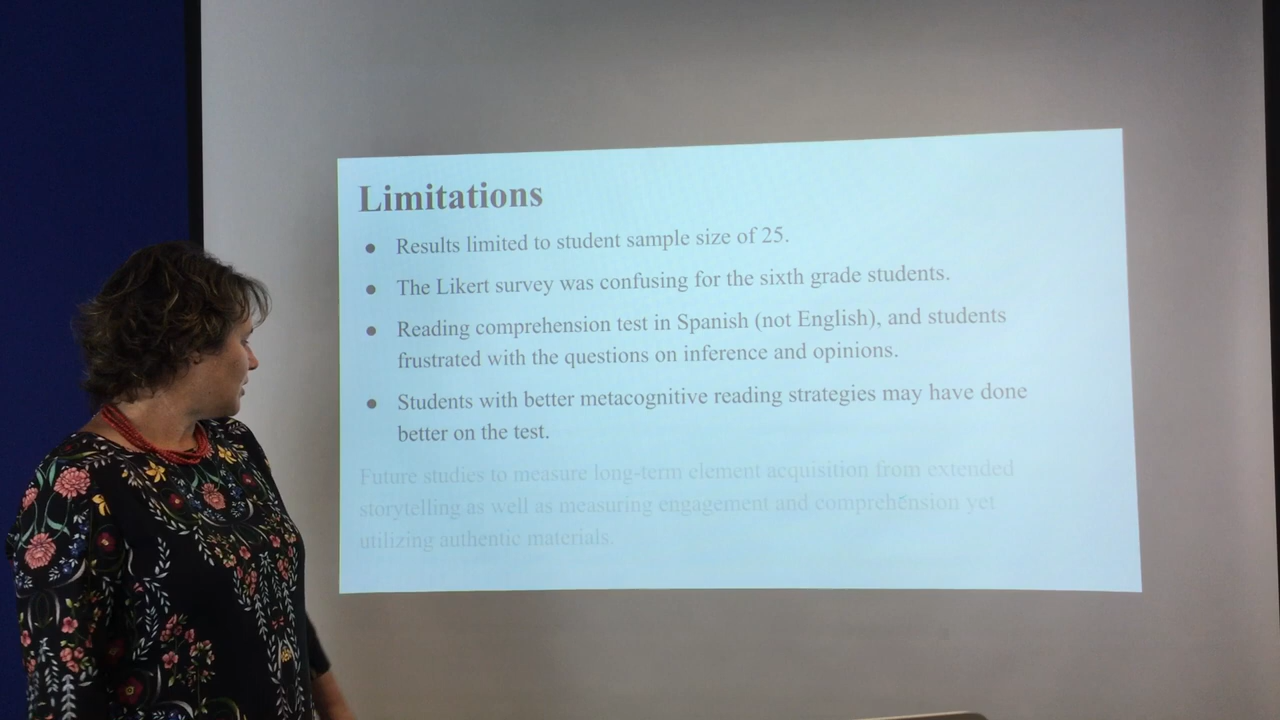 Limitations
● Results limited to student sample size of 25.
● The Likert survey was confusing for the sixth grade students.
● Reading comprehension test in Spanish (not English), and students
frustrated with the questions on inference and opinions.
● Students with better metacognitive reading strategies may have done
better on the test.
Future studies to measure long-term element acquisition from extended
storytelling as well as measuring engagement and comprehension yet
utilizing authentic materials.